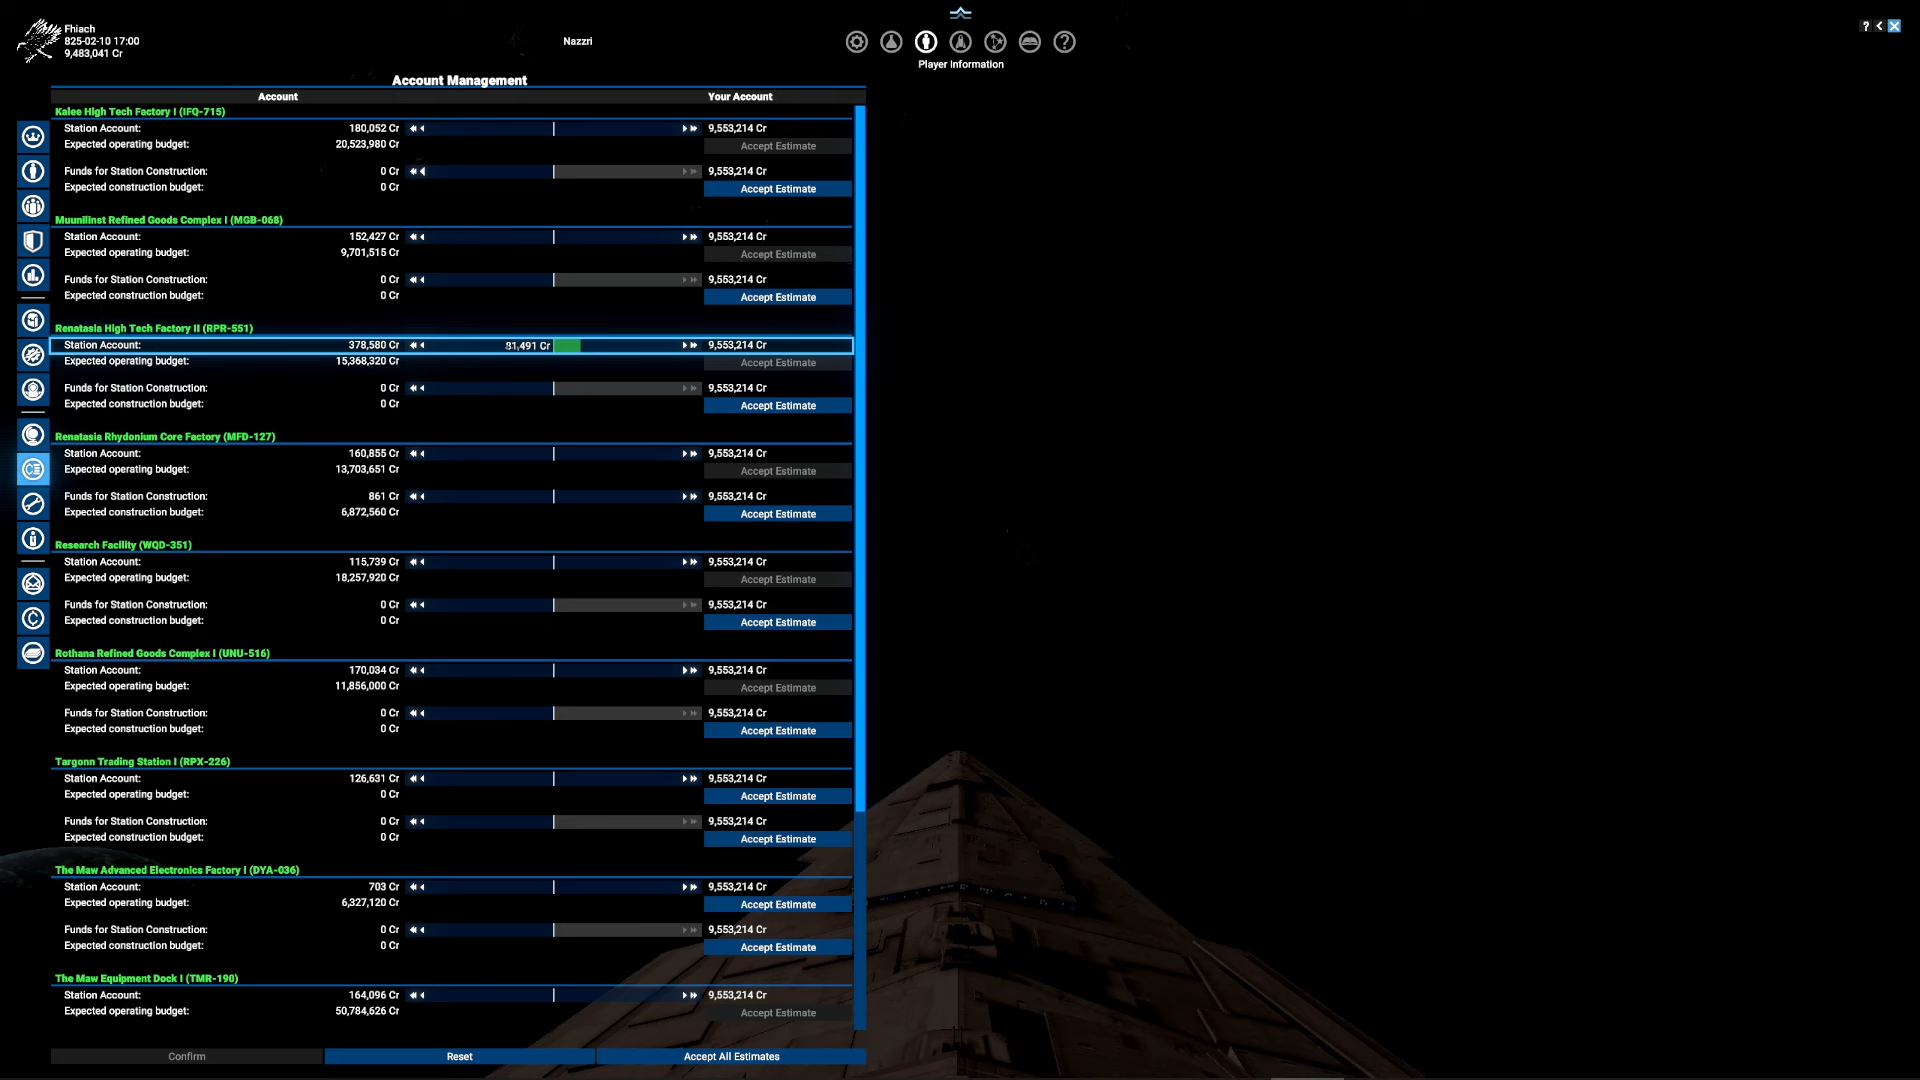 Fhiach
825-02-10 17:00
9,483,041 Cr
Nazzri
Player Information
? <
Account Management
Account Your Account
Kalee High Tech Factory I (IFQ-715)
Station Account: 180,052 Cr 9,553,214 Cr
Expected operating budget: 20,523,980 Cr Accept Estimate
Funds for Station Construction: 0 Cr 9,553,214 Cr
Expected construction budget: 0 Cr Accept Estimate
Muunilinst Refined Goods Complex I (MGB-068)
Station Account: 152,427 Cr 9,553,214 Cr
Expected operating budget: 9,701,515 Cr Accept Estimate
Funds for Station Construction: 0 Cr 9,553,214 Cr
Expected construction budget: 0 Cr Accept Estimate
Renatasia High Tech Factory II (RPR-551)
Station Account: 378,580 Cr 81,491 Cr 9,553,214 Cr
Expected operating budget: 15,368,320 Cr Accept Estimate
Funds for Station Construction: 0 Cr 9,553,214 Cr
Expected construction budget: 0 Cr Accept Estimate
Renatasia Rhydonium Core Factory (MFD-127)
Station Account: 160,855 Cr 9,553,214 Cr
Expected operating budget: 13,703,651 Cr Accept Estimate
Funds for Station Construction: 861 Cr 9,553,214 Cr
Expected construction budget: 6,872,560 Cr Accept Estimate
Research Facility (WQD-351)
Station Account: 115,739 Cr 9,553,214 Cr
Expected operating budget: 18,257,920 Cr Accept Estimate
Funds for Station Construction: 0 Cr 9,553,214 Cr
Expected construction budget: 0 Cr Accept Estimate
Rothana Refined Goods Complex I (UNU-516)
Station Account: 170,034 Cr 9,553,214 Cr
Expected operating budget: 11,856,000 Cr Accept Estimate
Funds for Station Construction: 0 Cr 9,553,214 Cr
Expected construction budget: 0 Cr Accept Estimate
Targonn Trading Station I (RPX-226)
Station Account: 126,631 Cr 9,553,214 Cr
Expected operating budget: 0 Cr Accept Estimate
Funds for Station Construction: 0 Cr 9,553,214 Cr
Expected construction budget: 0 Cr Accept Estimate
The Maw Advanced Electronics Factory I (DYA-036)
Station Account: 703 Cr 9,553,214 Cr
Expected operating budget: 6,327,120 Cr Accept Estimate
Funds for Station Construction: 0 Cr 9,553,214 Cr
Expected construction budget: 0 Cr Accept Estimate
The Maw Equipment Dock I (TMR-190)
Station Account: 164,096 Cr 9,553,214 Cr
Expected operating budget: 50,784,626 Cr Accept Estimate
Confirm Reset Accept All Estimates